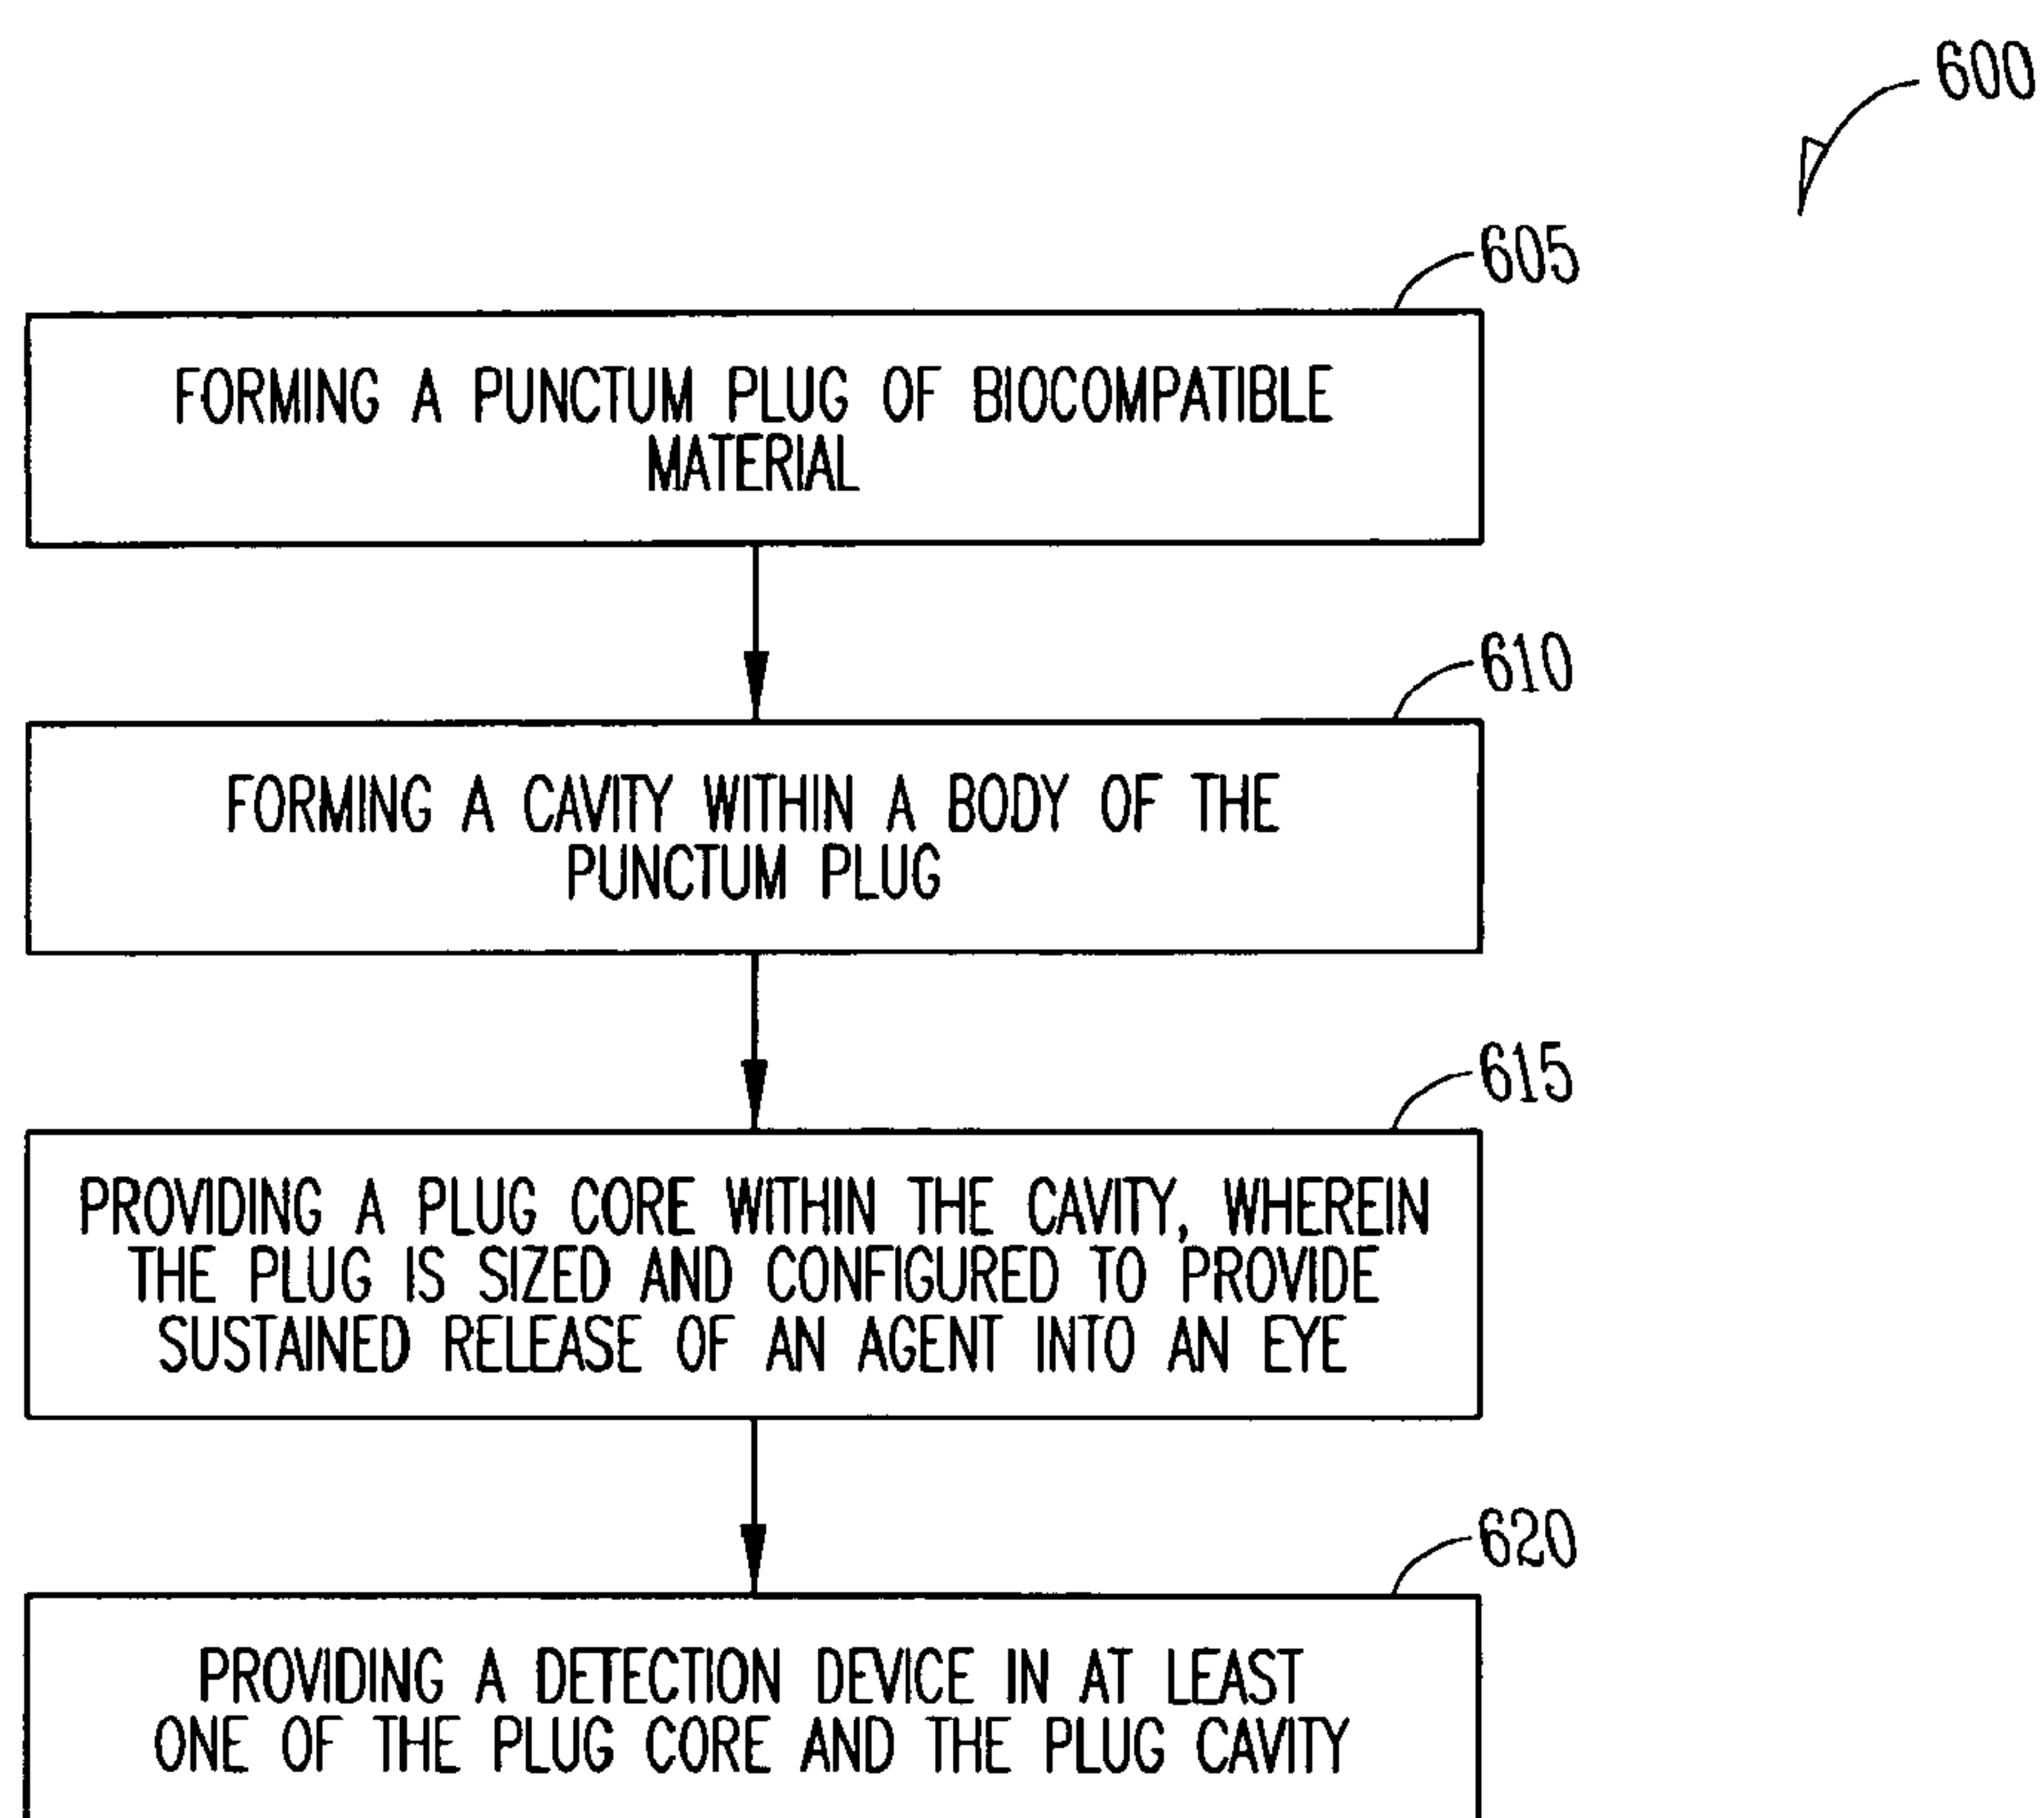 600
605
FORMING A PUNCTUM PLUG OF BIOCOMPATIBLE
MATERIAL
610
FORMING A CAVITY WITHIN A BODY OF THE
PUNCTUM PLUG
615
PROVIDING A PLUG CORE WITHIN THE CAVITY, WHEREIN
THE PLUG IS SIZED AND CONFIGURED TO PROVIDE
SUSTAINED RELEASE OF AN AGENT INTO AN EYE
620
PROVIDING A DETECTION DEVICE IN AT LEAST
ONE OF THE PLUG CORE AND THE PLUG CAVITY